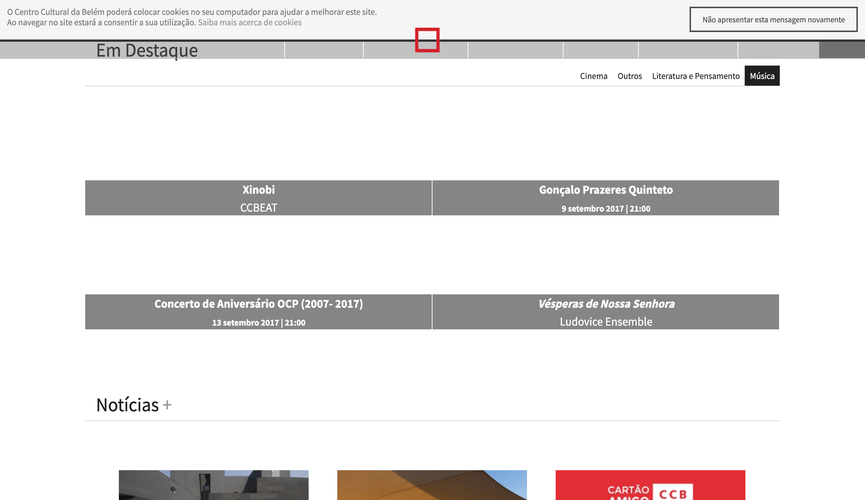 O Centro Cultural da Belém poderá colocar cookies no seu computador para ajudar a melhorar este site.
Ao navegar no site estará a consentir a sua utilização. Saiba mais acerca de cookies
Não apresentar esta mensagem novamente
Em Destaque
Cinema Outros Literatura e Pensamento Música
Xinobi
CCBEAT
Gonçalo Prazeres Quinteto
9 setembro 2017 | 21:00
Concerto de Aniversário OCP (2007- 2017)
13 setembro 2017 | 21:00
Vésperas de Nossa Senhora
Ludovice Ensemble
Notícias +
CARTÃO
AMIGO
CCB